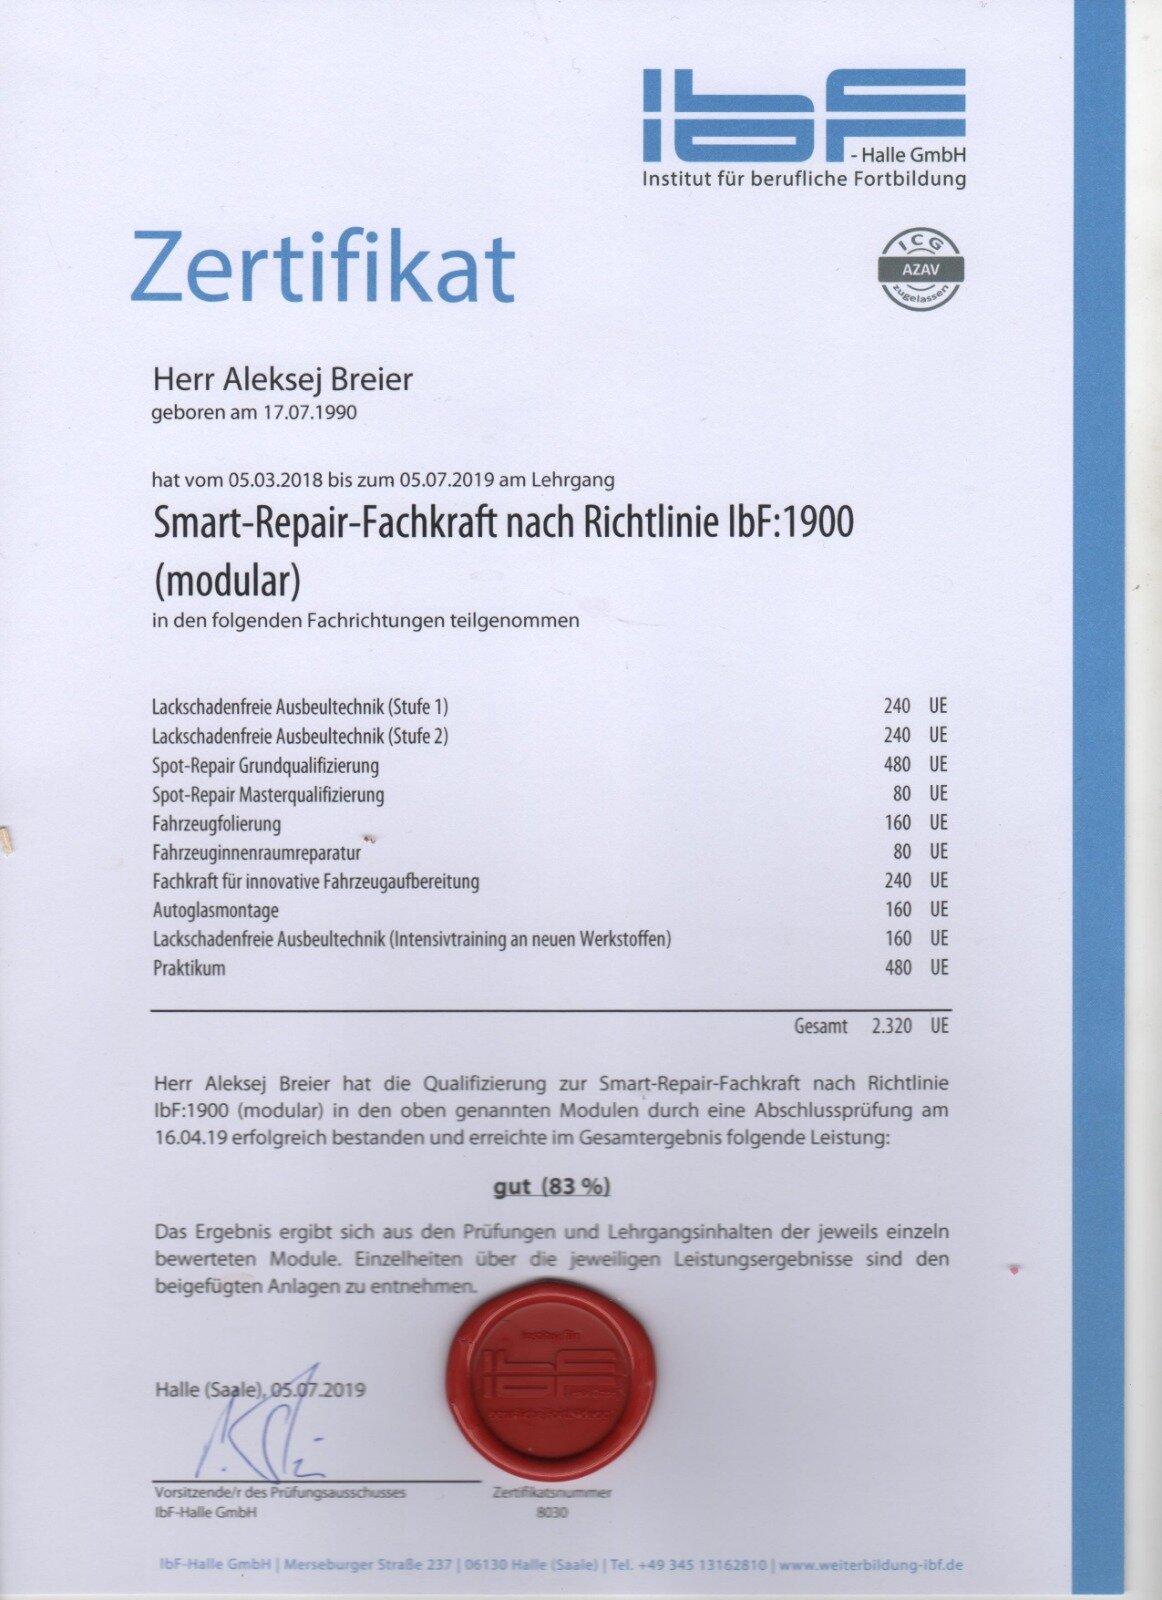 IbF
- Halle GmbH
Institut für berufliche Fortbildung
Zertifikat
ICG
AZAV
zugelassen
Herr Aleksej Breier
geboren am 17.07.1990
hat vom 05.03.2018 bis zum 05.07.2019 am Lehrgang
Smart-Repair-Fachkraft nach Richtlinie IbF:1900
(modular)
in den folgenden Fachrichtungen teilgenommen
Lackschadenfreie Ausbeultechnik (Stufe 1) 240 UE
Lackschadenfreie Ausbeultechnik (Stufe 2) 240 UE
Spot-Repair Grundqualifizierung 480 UE
Spot-Repair Masterqualifizierung 80 UE
Fahrzeugfolierung 160 UE
Fahrzeuginnenraumreparatur 80 UE
Fachkraft für innovative Fahrzeugaufbereitung 240 UE
Autoglasmontage 160 UE
Lackschadenfreie Ausbeultechnik (Intensivtraining an neuen Werkstoffen) 160 UE
Praktikum 480 UE
Gesamt 2.320 UE
Herr Aleksej Breier hat die Qualifizierung zur Smart-Repair-Fachkraft nach Richtlinie
IbF:1900 (modular) in den oben genannten Modulen durch eine Abschlussprüfung am
16.04.19 erfolgreich bestanden und erreichte im Gesamtergebnis folgende Leistung:
gut (83 %)
Das Ergebnis ergibt sich aus den Prüfungen und Lehrgangsinhalten der jeweils einzeln
bewerteten Module. Einzelheiten über die jeweiligen Leistungsergebnisse sind den
beigefügten Anlagen zu entnehmen.
Institut für
IbF
berufliche Fortbildung
Halle (Saale), 05.07.2019
Vorsitzende/r des Prüfungsausschusses Zertifikatsnummer
IbF-Halle GmbH 8030
IbF-Halle GmbH | Merseburger Straße 237 | 06130 Halle (Saale) | Tel. +49 345 13162810 | www.weiterbildung-ibf.de